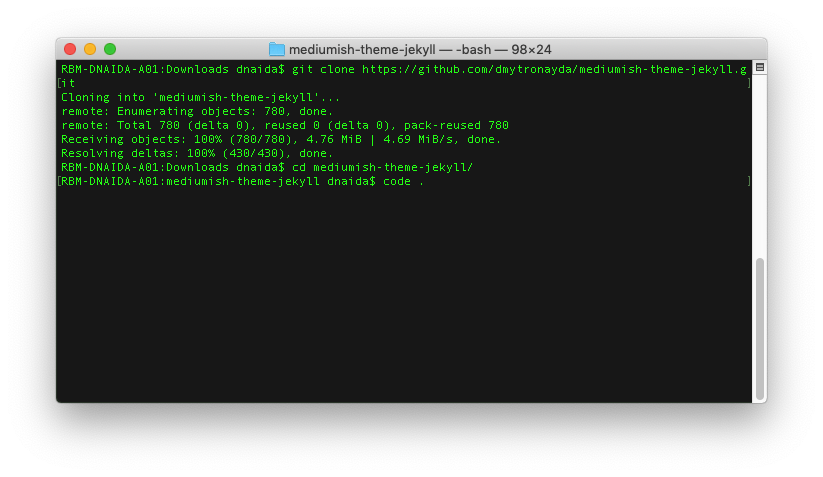 mediumish-theme-jekyll — -bash — 98×24
RBM-DNAIDA-A01:Downloads dnaida$ git clone https://github.com/dmytronayda/mediumish-theme-jekyll.g
[it ]
Cloning into 'mediumish-theme-jekyll'...
remote: Enumerating objects: 780, done.
remote: Total 780 (delta 0), reused 0 (delta 0), pack-reused 780
Receiving objects: 100% (780/780), 4.76 MiB | 4.69 MiB/s, done.
Resolving deltas: 100% (430/430), done.
RBM-DNAIDA-A01:Downloads dnaida$ cd mediumish-theme-jekyll/
[RBM-DNAIDA-A01:mediumish-theme-jekyll dnaida$ code . ]